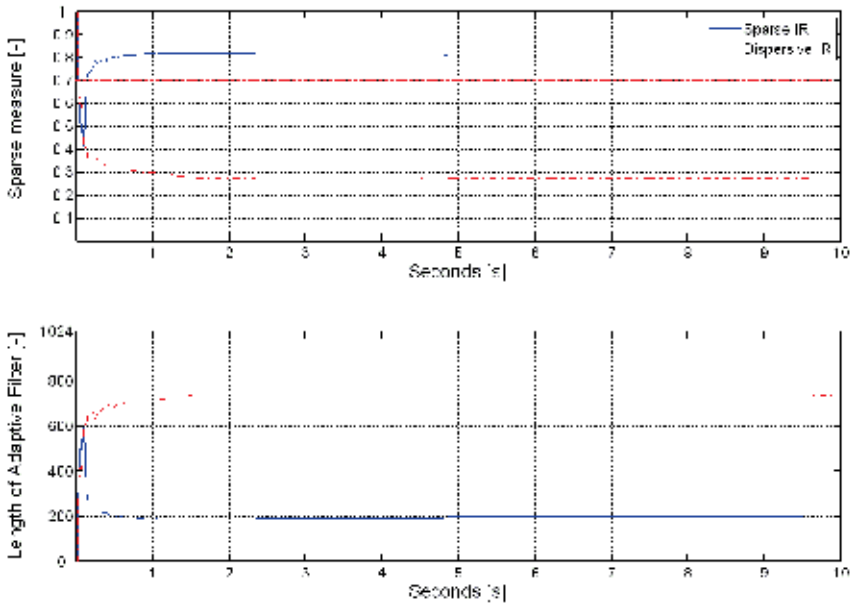 1
0.9
0.8
0.7
0.6
0.5
0.4
0.3
0.2
0.1
Sparse measure [-]
Sparse IR
Dispersive IR
1 2 3 4 5 6 7 8 9 10
Seconds [s]
1024
800
600
400
200
0
Length of Adaptive Filter [-]
1 2 3 4 5 6 7 8 9 10
Seconds [s]